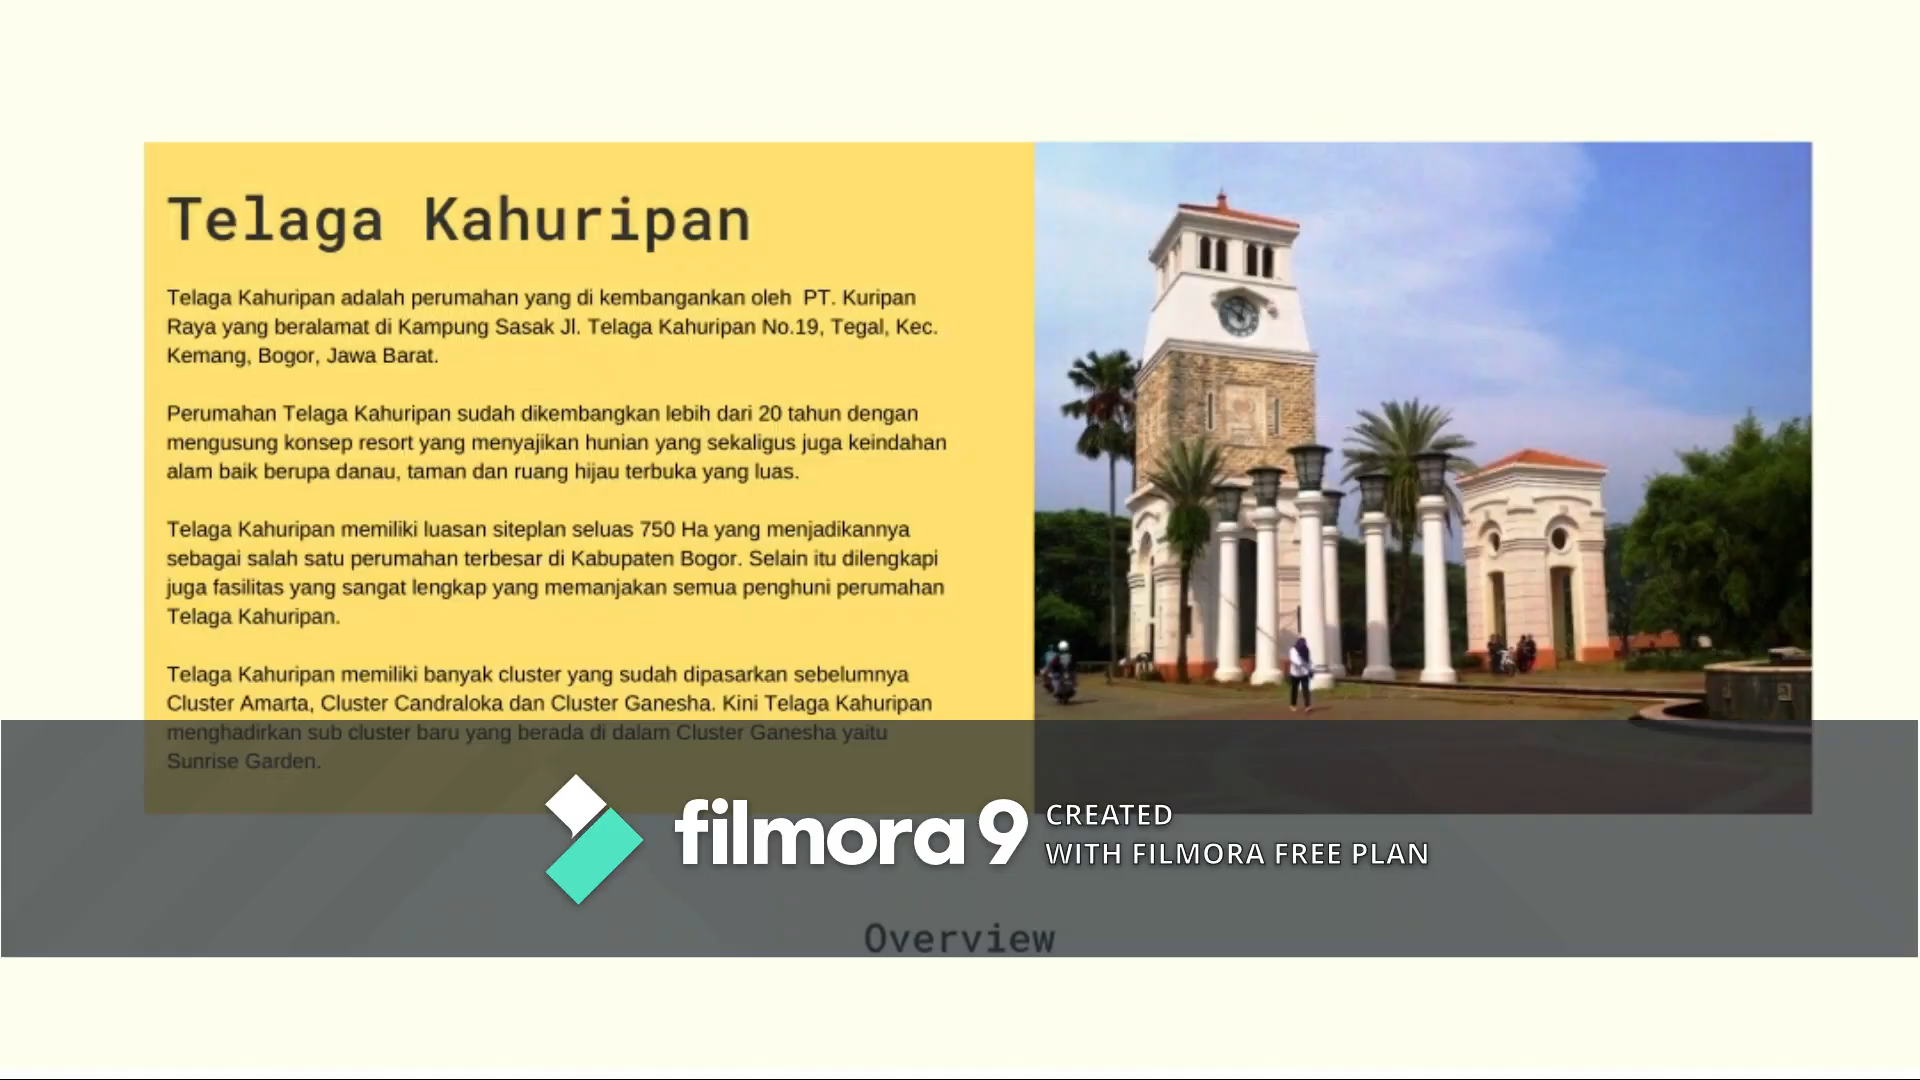 Telaga Kahuripan
Telaga Kahuripan adalah perumahan yang di kembangankan oleh  PT. Kuripan
Raya yang beralamat di Kampung Sasak Jl. Telaga Kahuripan No.19, Tegal, Kec.
Kemang, Bogor, Jawa Barat.
Perumahan Telaga Kahuripan sudah dikembangkan lebih dari 20 tahun dengan
mengusung konsep resort yang menyajikan hunian yang sekaligus juga keindahan
alam baik berupa danau, taman dan ruang hijau terbuka yang luas.
Telaga Kahuripan memiliki luasan siteplan seluas 750 Ha yang menjadikannya
sebagai salah satu perumahan terbesar di Kabupaten Bogor. Selain itu dilengkapi
juga fasilitas yang sangat lengkap yang memanjakan semua penghuni perumahan
Telaga Kahuripan.
Telaga Kahuripan memiliki banyak cluster yang sudah dipasarkan sebelumnya
Cluster Amarta, Cluster Candraloka dan Cluster Ganesha. Kini Telaga Kahuripan
menghadirkan sub cluster baru yang berada di dalam Cluster Ganesha yaitu
Sunrise Garden.
filmora 9
CREATED
WITH FILMORA FREE PLAN
Overview